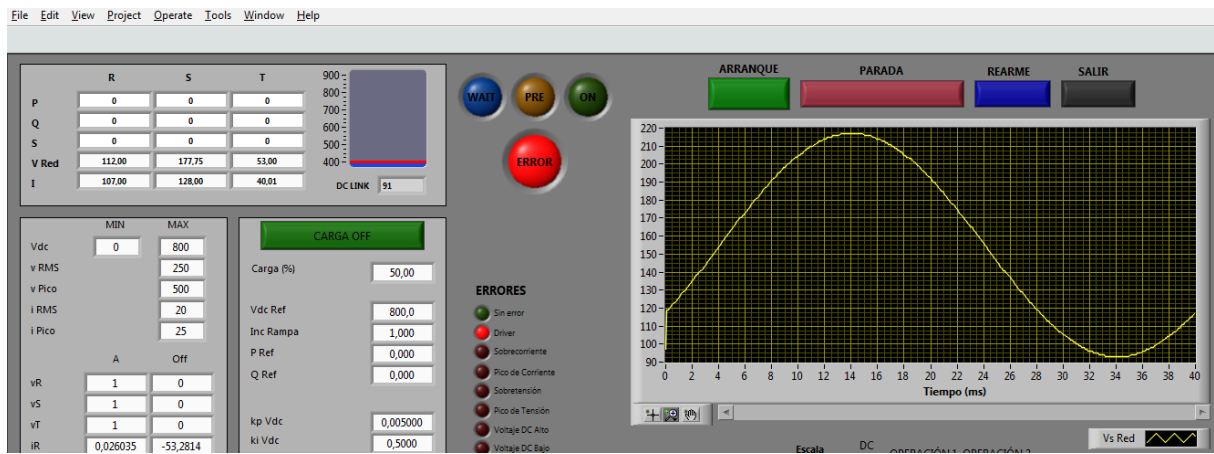 File Edit View Project Operate Tools Window Help
R S T
P 0 0 0
Q 0 0 0
S 0 0 0
V Red 112,00 177,75 53,00
I 107,00 128,00 40,01
900
800
700
600
500
400
DC LINK 91
WAIT PRE ON
ERROR
ARRANQUE PARADA REARME SALIR
MIN MAX
Vdc 0 800
v RMS 250
v Pico 500
i RMS 20
i Pico 25
A Off
vR 1 0
vS 1 0
vT 1 0
iR 0,026035 -53,2814
CARGA OFF
Carga (%) 50,00
Vdc Ref 800,0
Inc Rampa 1,000
P Ref 0,000
Q Ref 0,000
kp Vdc 0,005000
ki Vdc 0,5000
ERRORES
Sin error
Driver
Sobrecorriente
Pico de Corriente
Sobretensión
Pico de Tensión
Voltaje DC Alto
Voltaje DC Bajo
220
210
200
190
180
170
160
150
140
130
120
110
100
90
0 2 4 6 8 10 12 14 16 18 20 22 24 26 28 30 32 34 36 38 40
Tiempo (ms)
Vs Red
Escala DC OPERACIÓN 1 OPERACIÓN 2